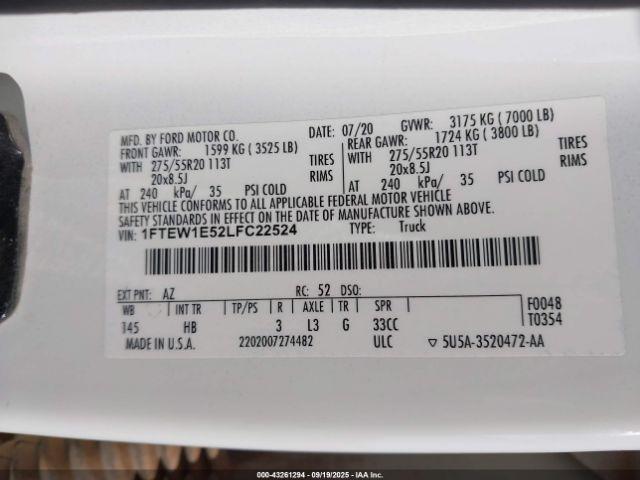 MFD. BY FORD MOTOR CO. DATE: 07/20 GVWR: 3175 KG ( 7000 LB)
FRONT GAWR: 1599 KG ( 3525 LB) REAR GAWR: 1724 KG ( 3800 LB)
WITH 275/55R20 113T TIRES WITH 275/55R20 113T TIRES
20x8.5J RIMS 20x8.5J RIMS
AT 240 kPa/ 35 PSI COLD AT 240 kPa/ 35 PSI COLD
THIS VEHICLE CONFORMS TO ALL APPLICABLE FEDERAL MOTOR VEHICLE
SAFETY STANDARDS IN EFFECT ON THE DATE OF MANUFACTURE SHOWN ABOVE.
VIN: 1FTEW1E52LFC22524 TYPE: Truck
EXT PNT: AZ RC: 52 DSO:
WB INT TR TP/PS R AXLE TR SPR F0048
145 HB 3 L3 G 33CC T0354
MADE IN U.S.A. 2202007274482 ULC ▽ 5U5A-3520472-AA
000-43261294 - 09/19/2025 - IAA Inc.